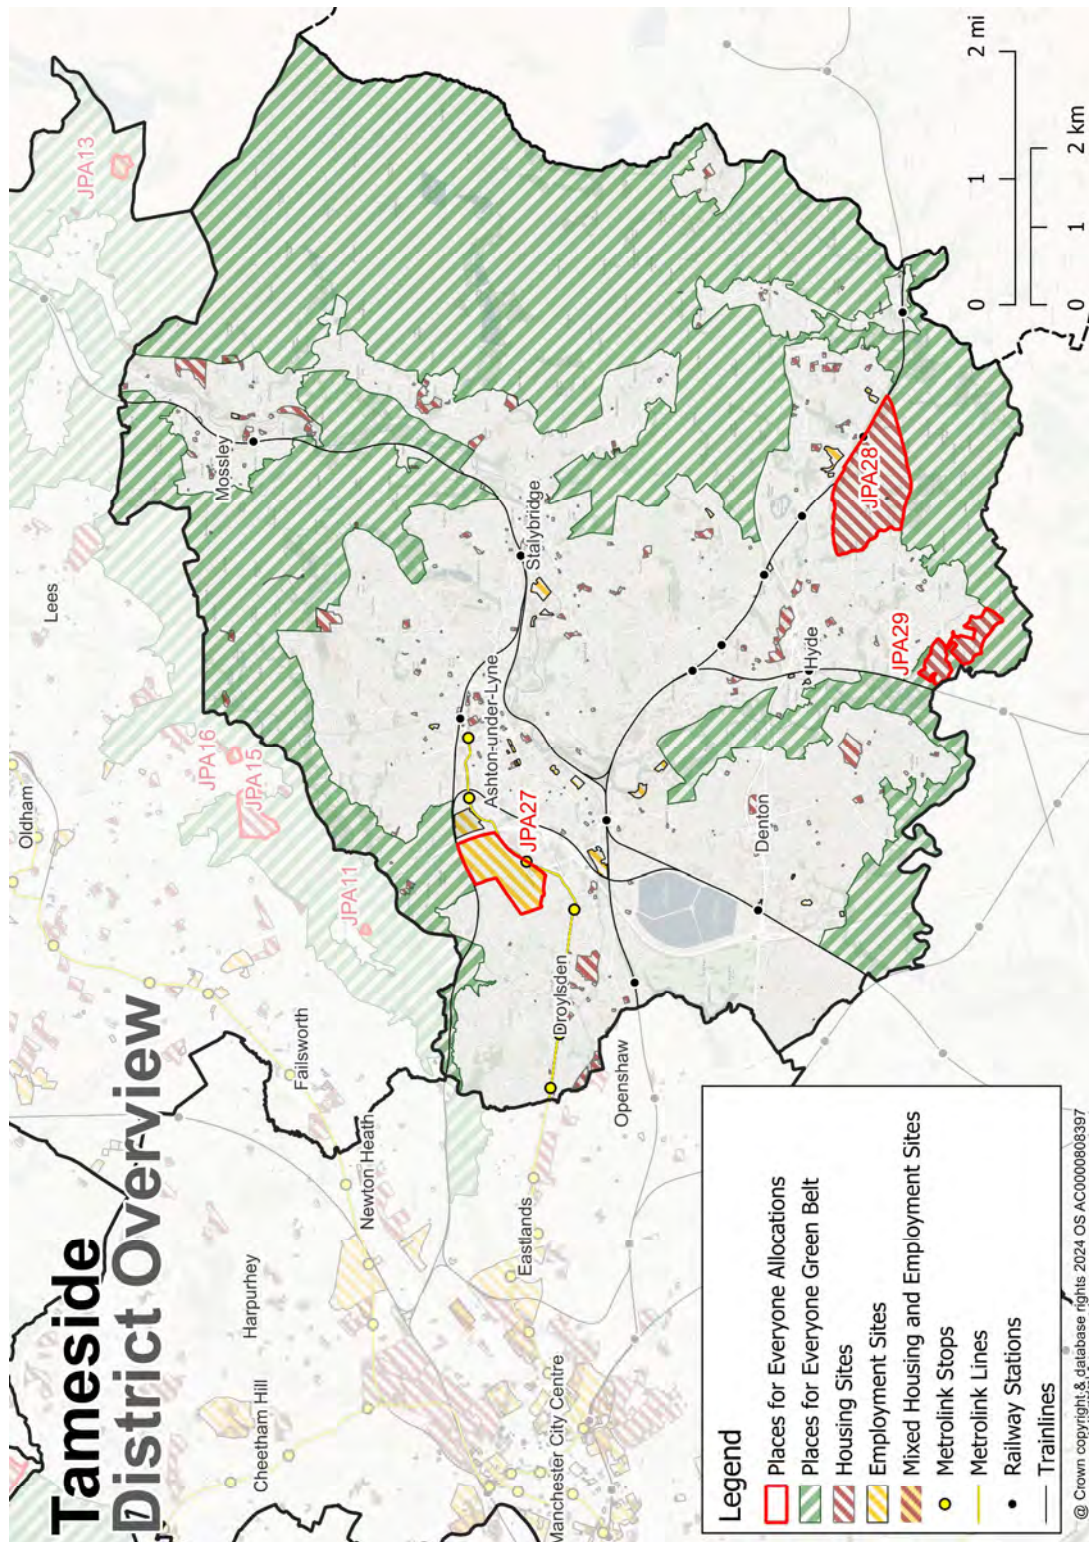 Tameside
District Overview
JPA13
Lees
Mossley
Oldham
JPA16
JPA15
JPA11
Stalybridge
Ashton-under-Lyne
JPA27
JPA28
JPA29
Hyde
Denton
Failsworth
Droylsden
Openshaw
Newton Heath
Harpurhey
Eastlands
Cheetham Hill
Manchester City Centre
0 1 2 mi
0 1 2 km
Legend
Places for Everyone Allocations
Places for Everyone Green Belt
Housing Sites
Employment Sites
Mixed Housing and Employment Sites
Metrolink Stops
Metrolink Lines
Railway Stations
Trainlines
@ Crown copyright & database rights 2024 OS AC0000808397